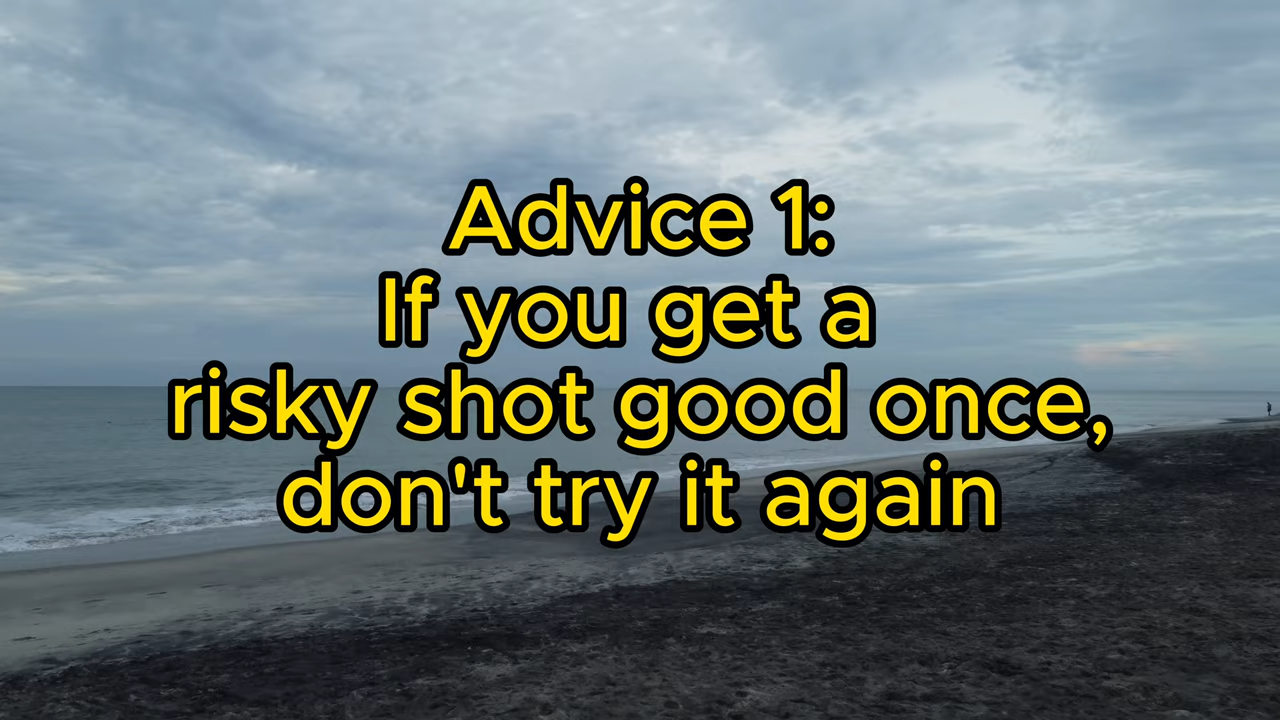 Advice 1:
If you get a
risky shot good once,
don't try it again